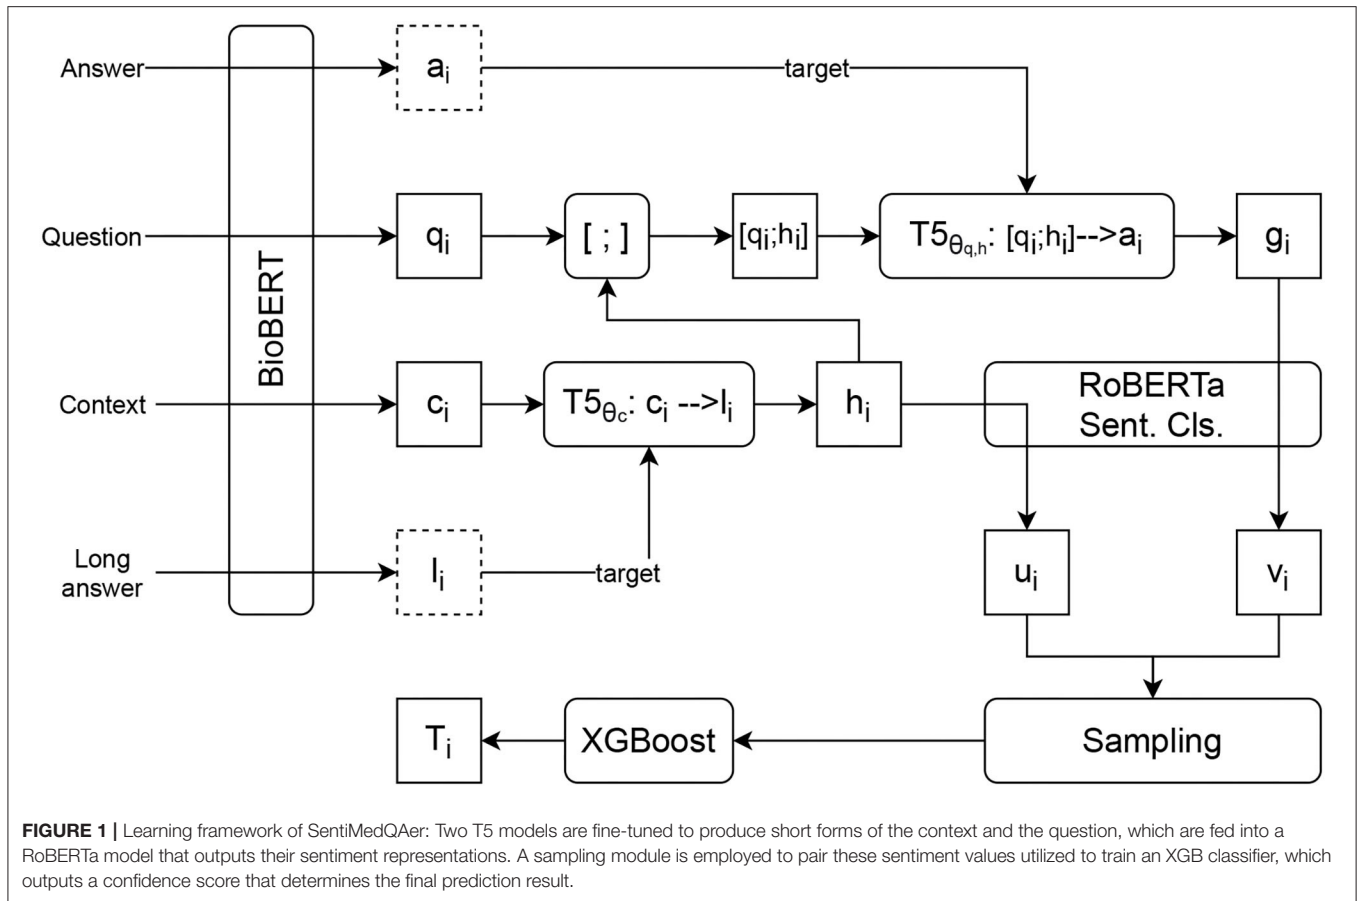 Answer
a_i
target
Question
q_i
[ ; ]
[q_i;h_i]
T5_θ_q,h: [q_i;h_i]-->a_i
g_i
BioBERT
Context
c_i
T5_θ_c: c_i -->l_i
h_i
RoBERTa
Sent. Cls.
Long
answer
l_i
target
u_i
v_i
T_i
XGBoost
Sampling
FIGURE 1 | Learning framework of SentiMedQAer: Two T5 models are fine-tuned to produce short forms of the context and the question, which are fed into a
RoBERTa model that outputs their sentiment representations. A sampling module is employed to pair these sentiment values utilized to train an XGB classifier, which
outputs a confidence score that determines the final prediction result.